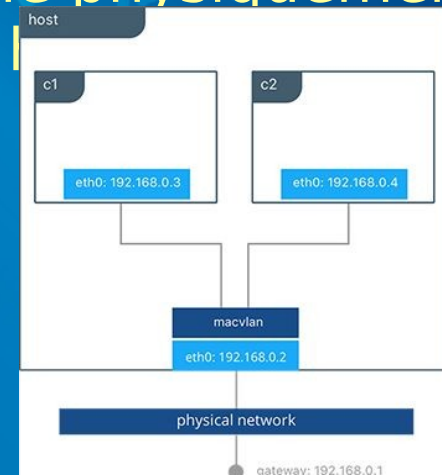 physiquement
host
c1
c2
eth0: 192.168.0.3
eth0: 192.168.0.4
macvlan
eth0: 192.168.0.2
physical network
gateway: 192.168.0.1